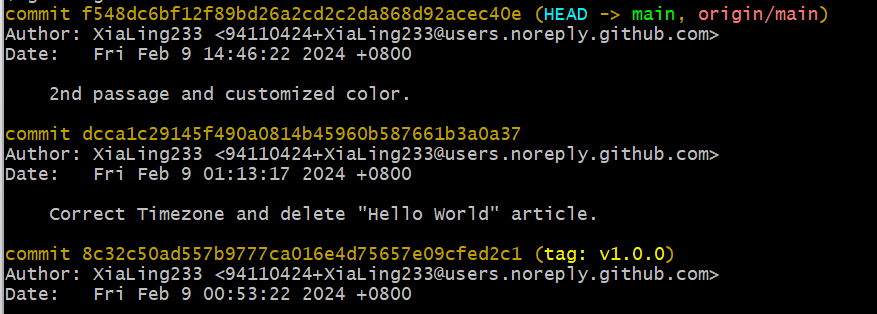 commit f548dc6bf12f89bd26a2cd2c2da868d92acec40e (HEAD -> main, origin/main)
Author: XiaLing233 <94110424+XiaLing233@users.noreply.github.com>
Date:   Fri Feb 9 14:46:22 2024 +0800
    2nd passage and customized color.
commit dcca1c29145f490a0814b45960b587661b3a0a37
Author: XiaLing233 <94110424+XiaLing233@users.noreply.github.com>
Date:   Fri Feb 9 01:13:17 2024 +0800
    Correct Timezone and delete "Hello World" article.
commit 8c32c50ad557b9777ca016e4d75657e09cfed2c1 (tag: v1.0.0)
Author: XiaLing233 <94110424+XiaLing233@users.noreply.github.com>
Date:   Fri Feb 9 00:53:22 2024 +0800